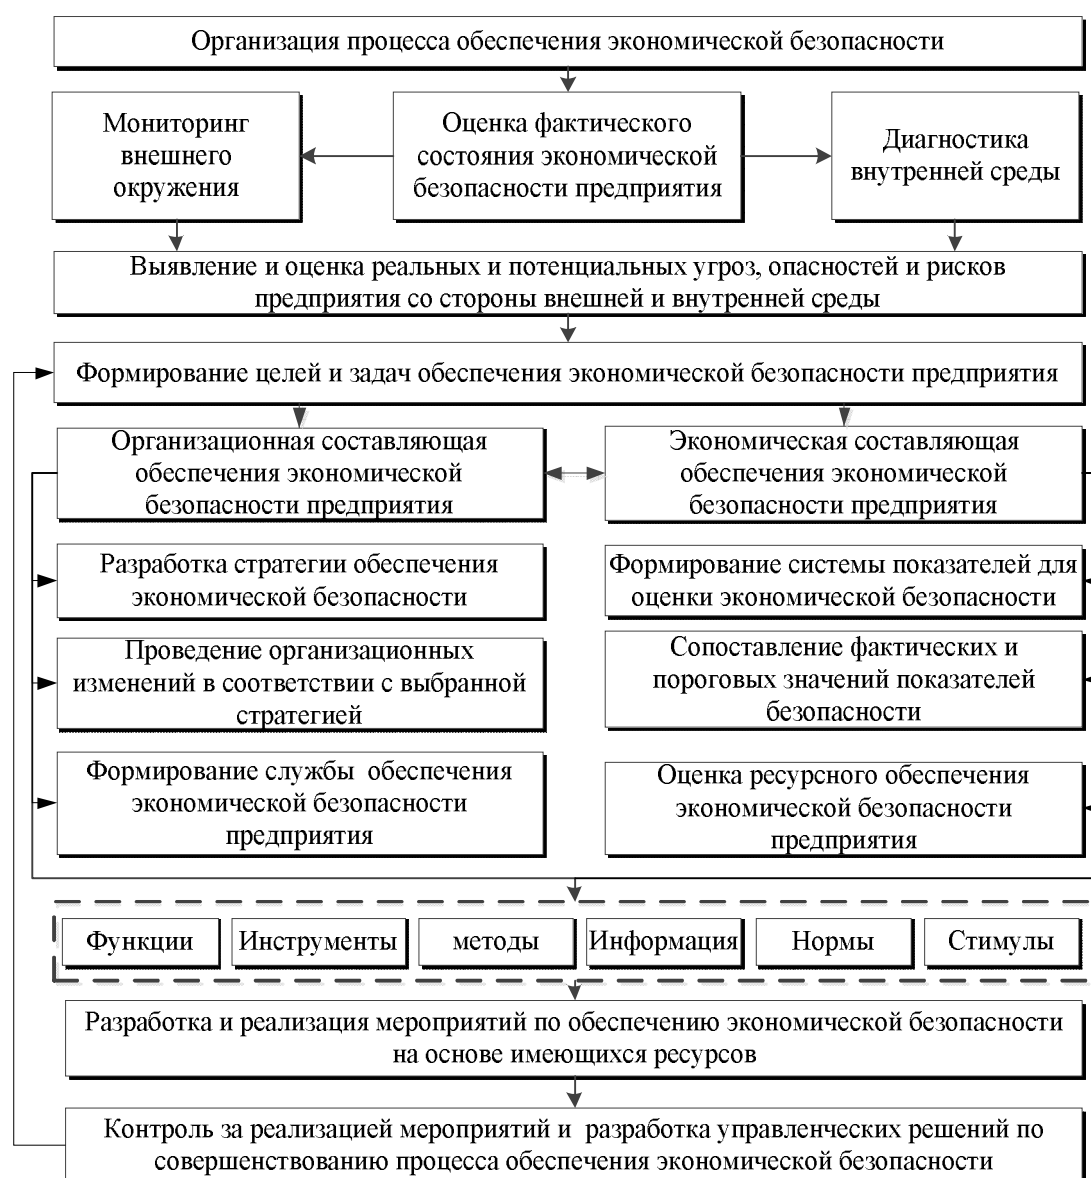 Организация процесса обеспечения экономической безопасности
Мониторинг
внешнего
окружения
Оценка фактического
состояния экономической
безопасности предприятия
Диагностика
внутренней среды
Выявление и оценка реальных и потенциальных угроз, опасностей и рисков
предприятия со стороны внешней и внутренней среды
Формирование целей и задач обеспечения экономической безопасности предприятия
Организационная составляющая
обеспечения экономической
безопасности предприятия
Экономическая составляющая
обеспечения экономической
безопасности предприятия
Разработка стратегии обеспечения
экономической безопасности
Формирование системы показателей для
оценки экономической безопасности
Проведение организационных
изменений в соответствии с выбранной
стратегией
Сопоставление фактических и
пороговых значений показателей
безопасности
Формирование службы обеспечения
экономической безопасности
предприятия
Оценка ресурсного обеспечения
экономической безопасности
предприятия
Функции
Инструменты
методы
Информация
Нормы
Стимулы
Разработка и реализация мероприятий по обеспечению экономической безопасности
на основе имеющихся ресурсов
Контроль за реализацией мероприятий и разработка управленческих решений по
совершенствованию процесса обеспечения экономической безопасности